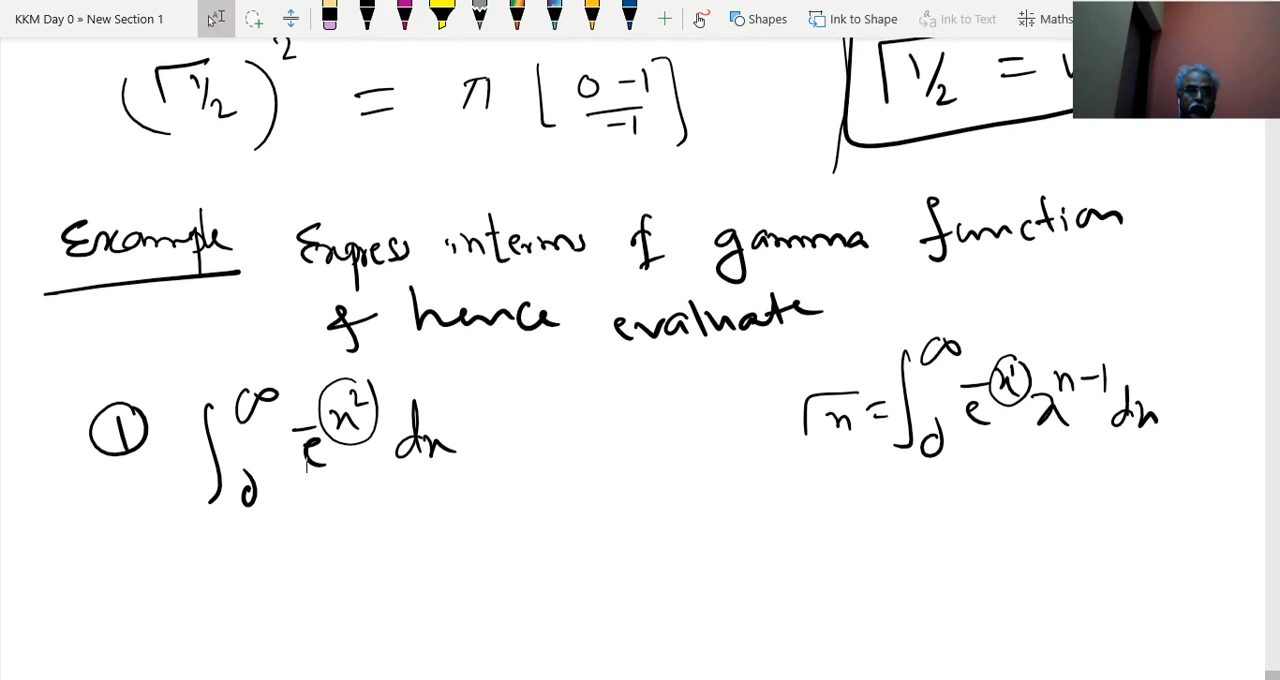 KKM Day 0 » New Section 1
Shapes
Ink to Shape
Ink to Text
Maths
(Γ1/2)² = π [ (0 - 1) / -1 ]
Γ1/2 =
Example Express interms of gamma function
& hence evaluate
① ∫₀^∞ e^(-x²) dx
Γn = ∫₀^∞ e^(-x¹) x^(n-1) dx